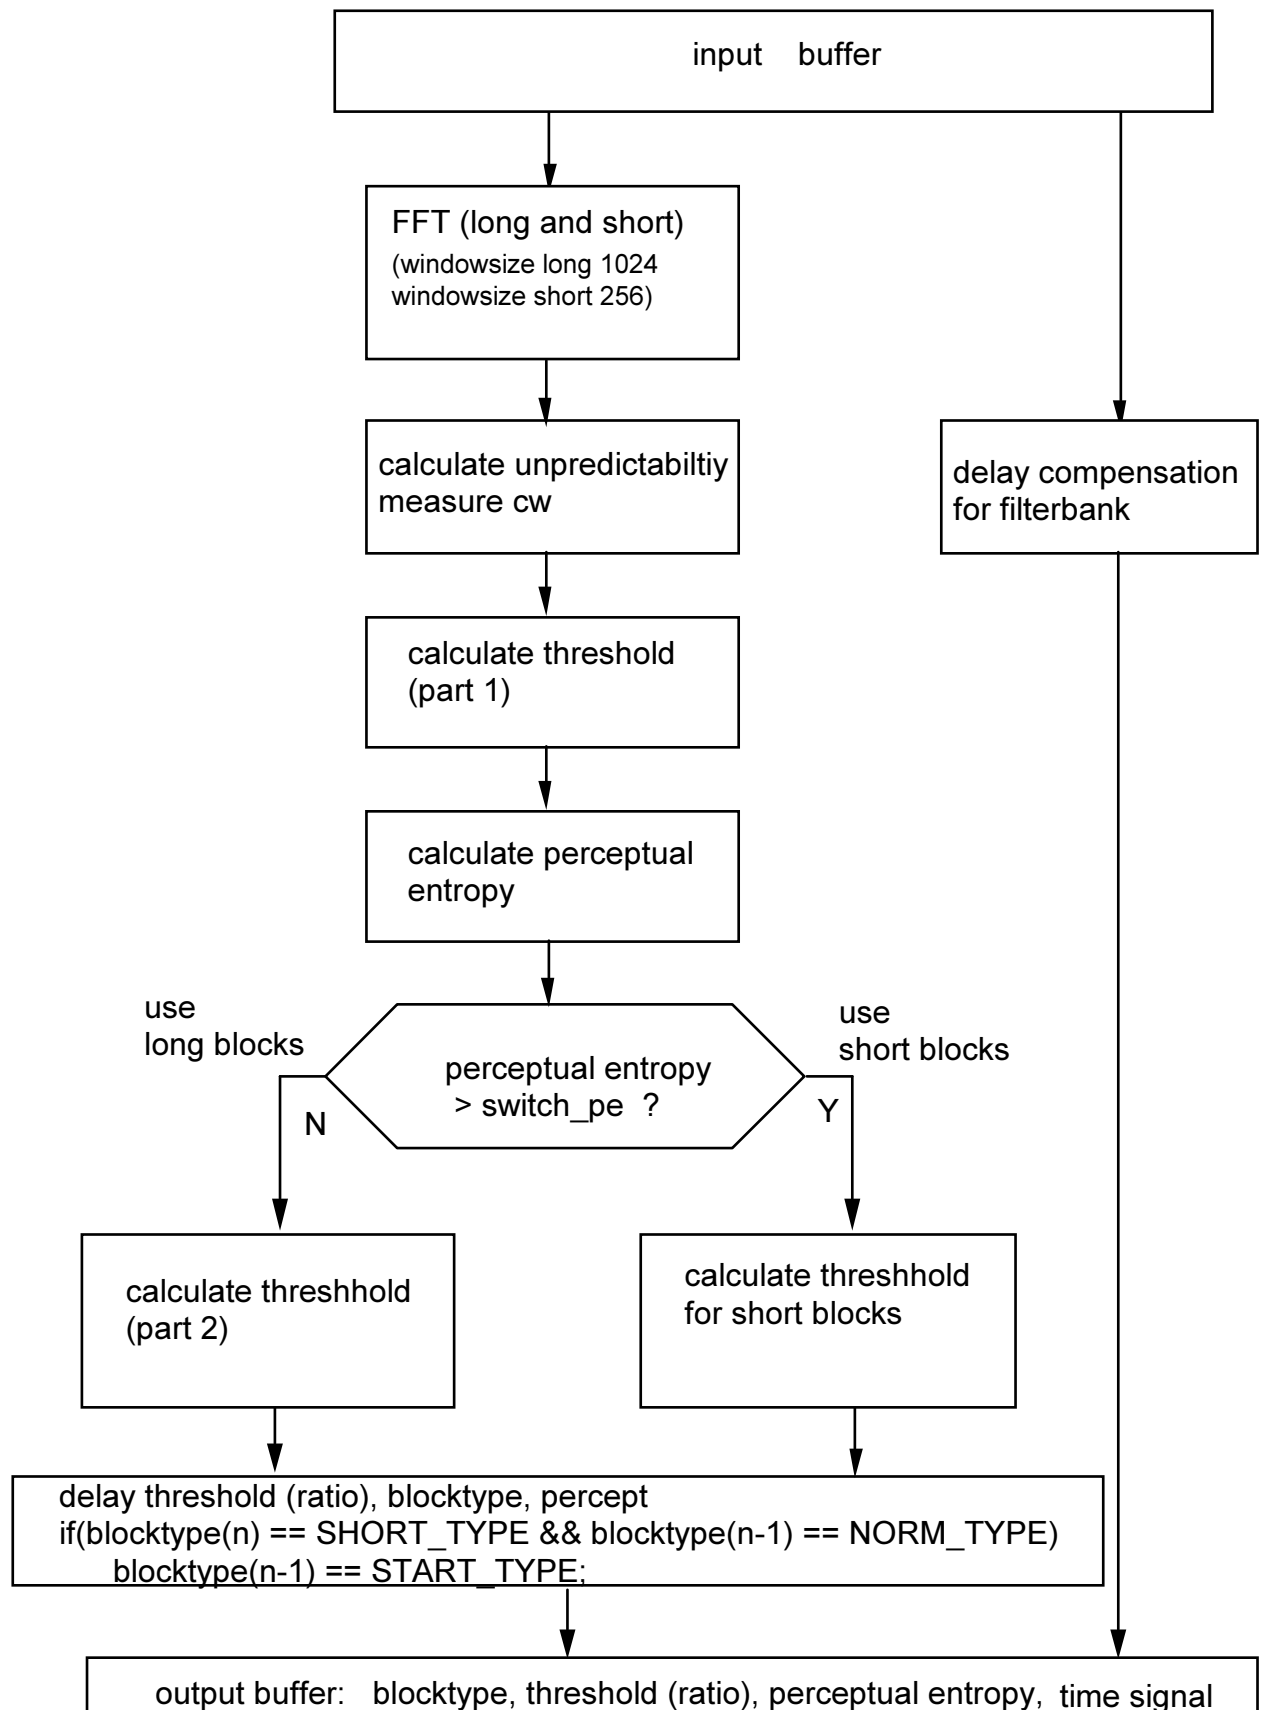 input buffer
FFT (long and short)
(windowsize long 1024
windowsize short 256)
calculate unpredictabiltiy
measure cw
delay compensation
for filterbank
calculate threshold
(part 1)
calculate perceptual
entropy
use
long blocks
use
short blocks
perceptual entropy
> switch_pe ?
N
Y
calculate threshhold
(part 2)
calculate threshhold
for short blocks
delay threshold (ratio), blocktype, percept
if(blocktype(n) == SHORT_TYPE && blocktype(n-1) == NORM_TYPE)
blocktype(n-1) == START_TYPE;
output buffer: blocktype, threshold (ratio), perceptual entropy, time signal